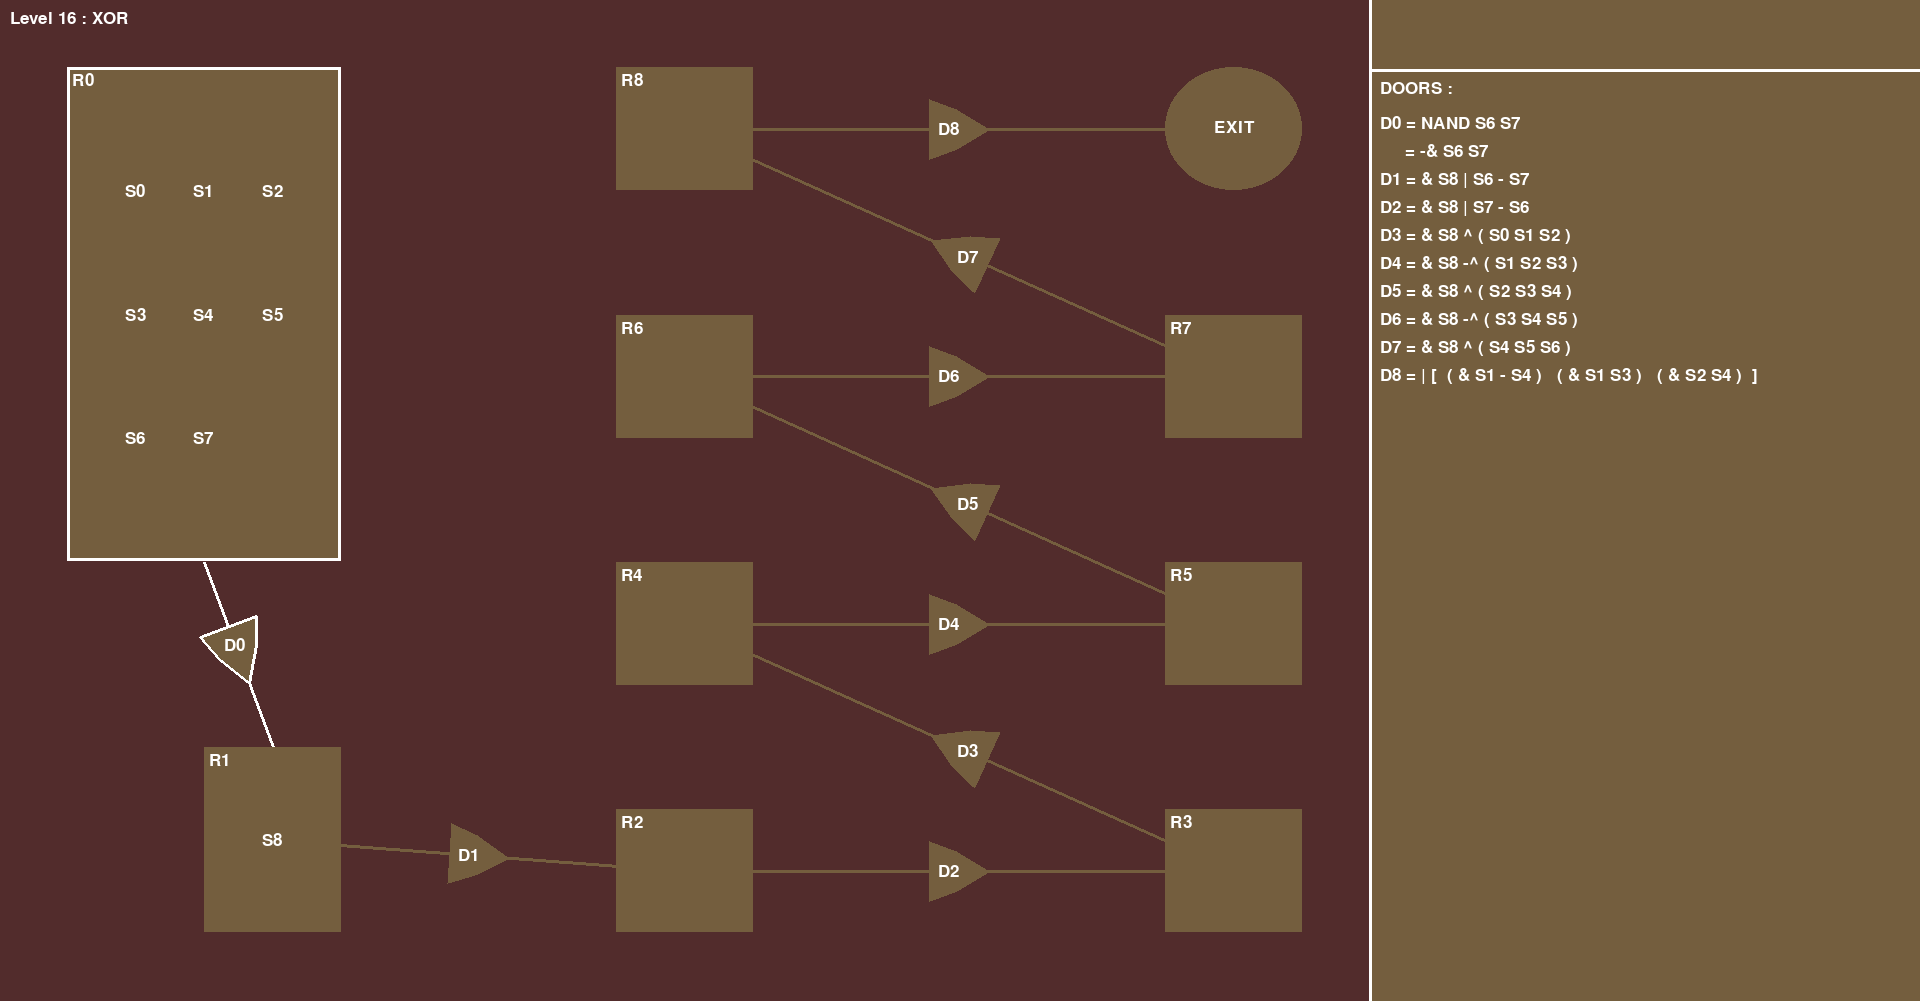 Level 16 : XOR
R0
S0 S1 S2
S3 S4 S5
S6 S7
D0
R1
S8
D1
R8
D8
EXIT
D7
R6
D6
R7
D5
R4
D4
R5
D3
R2
D2
R3
DOORS :
D0 = NAND S6 S7
= -& S6 S7
D1 = & S8 | S6 - S7
D2 = & S8 | S7 - S6
D3 = & S8 ^ ( S0 S1 S2 )
D4 = & S8 -^ ( S1 S2 S3 )
D5 = & S8 ^ ( S2 S3 S4 )
D6 = & S8 -^ ( S3 S4 S5 )
D7 = & S8 ^ ( S4 S5 S6 )
D8 = | [ ( & S1 - S4 ) ( & S1 S3 ) ( & S2 S4 ) ]